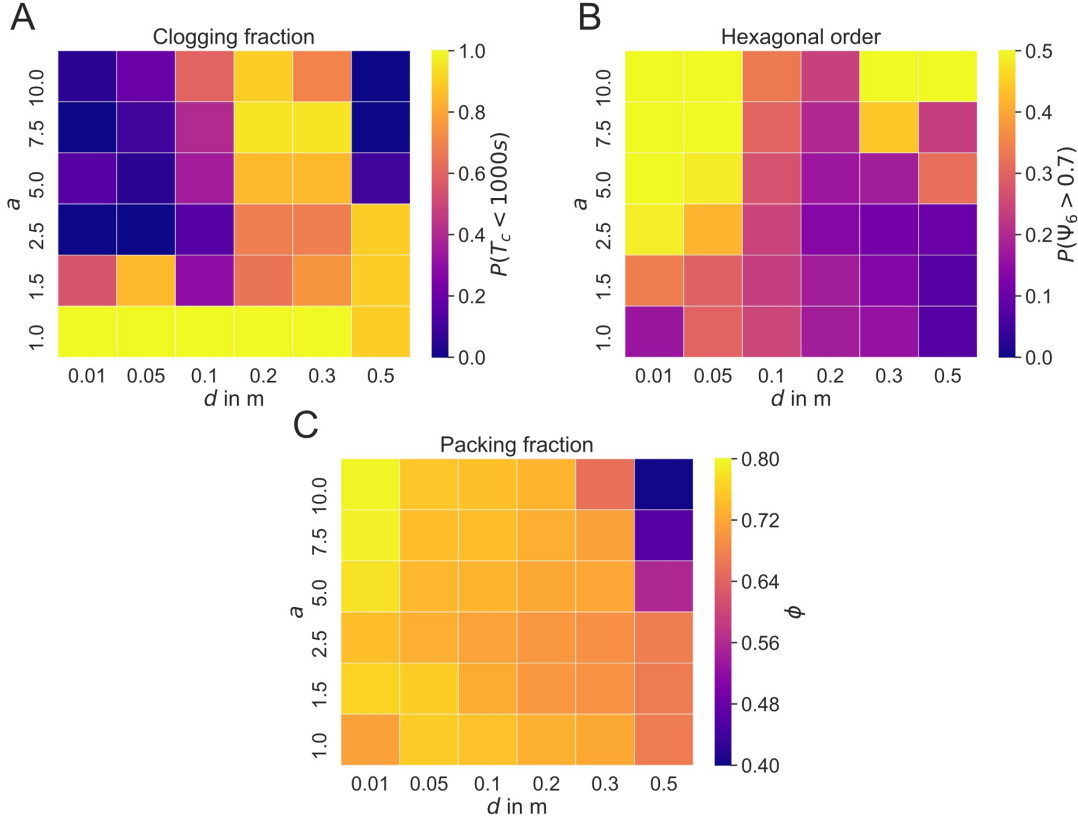 A
Clogging fraction
10.0
7.5
5.0
2.5
1.5
1.0
a
0.01 0.05 0.1 0.2 0.3 0.5
d in m
1.0
0.8
0.6
0.4
0.2
0.0
P(T_c < 1000s)
B
Hexagonal order
10.0
7.5
5.0
2.5
1.5
1.0
a
0.01 0.05 0.1 0.2 0.3 0.5
d in m
0.5
0.4
0.3
0.2
0.1
0.0
P(Ψ_6 > 0.7)
C
Packing fraction
10.0
7.5
5.0
2.5
1.5
1.0
a
0.01 0.05 0.1 0.2 0.3 0.5
d in m
0.80
0.72
0.64
0.56
0.48
0.40
ϕ